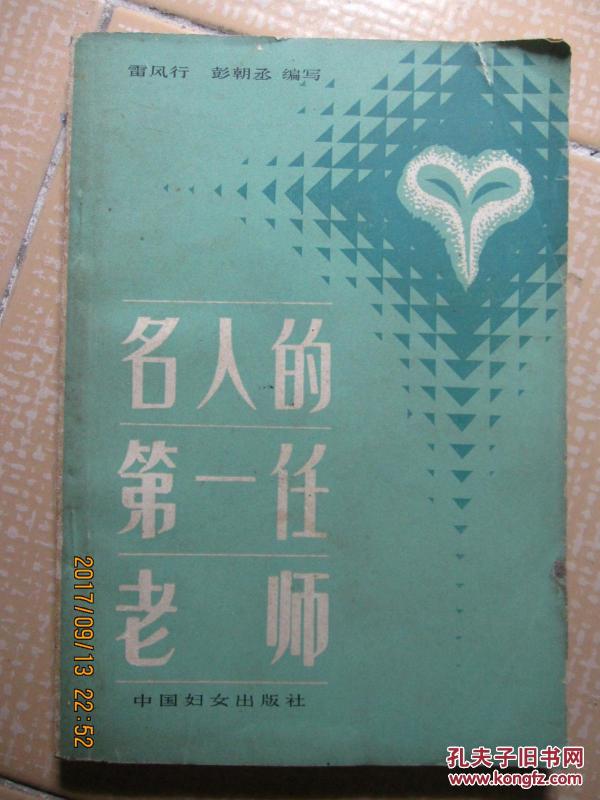 雷风行 彭朝丞 编写
名人的
第一任
老师
中国妇女出版社
2017/09/13 22:52
孔夫子旧书网
www.kongfz.com